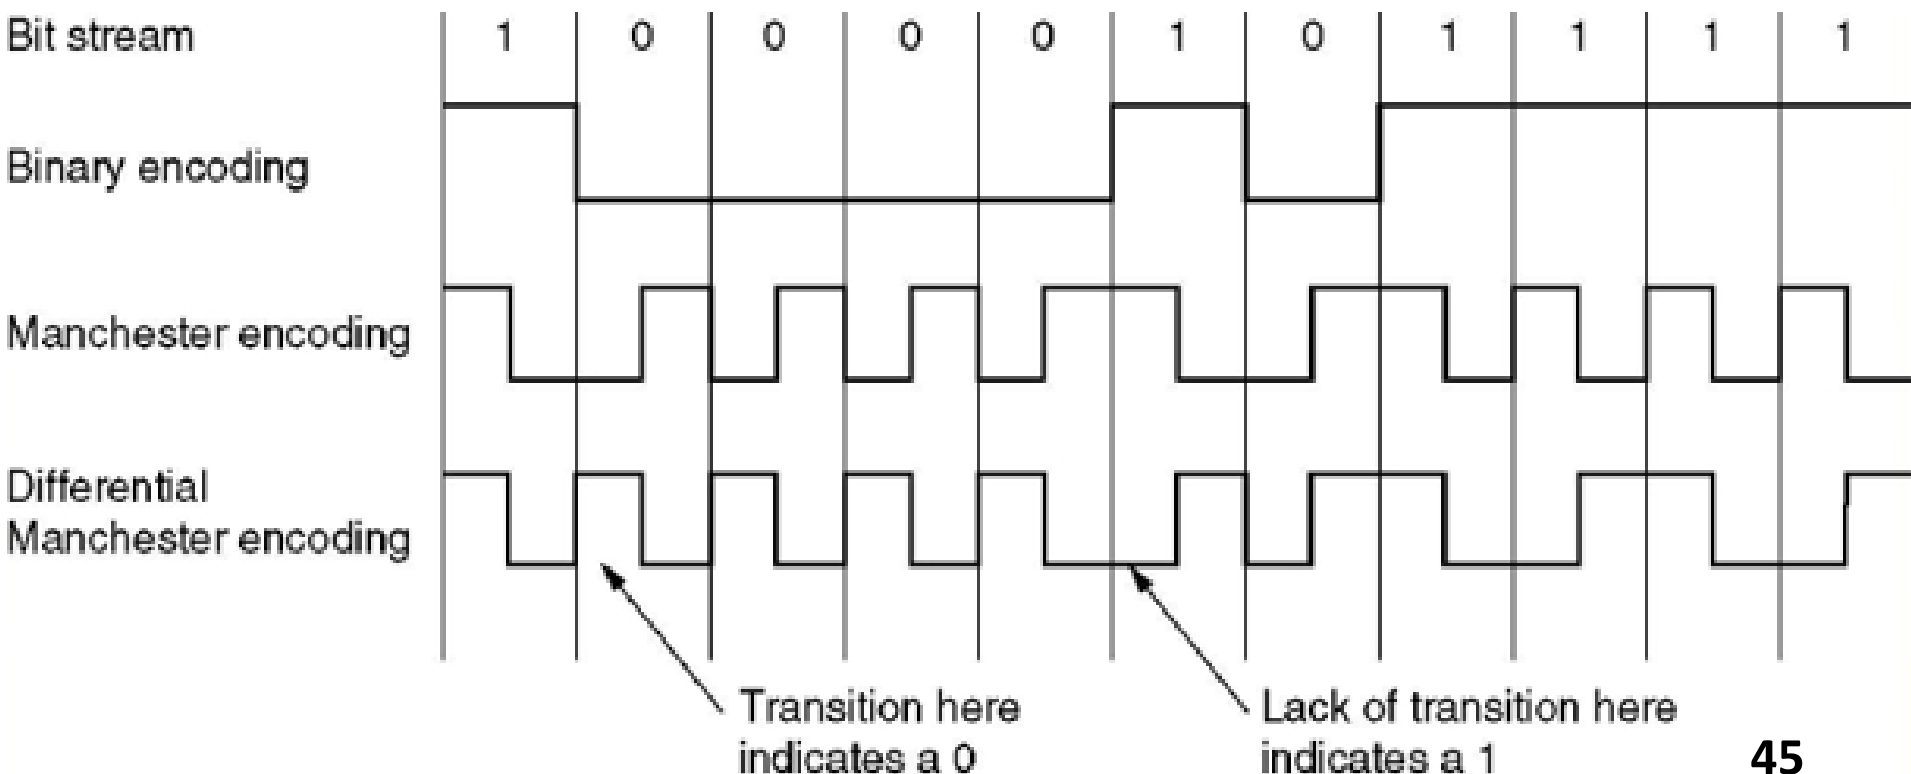 Bit stream 1 0 0 0 0 1 0 1 1 1 1
Binary encoding
Manchester encoding
Differential
Manchester encoding
Transition here
indicates a 0
Lack of transition here
indicates a 1
45